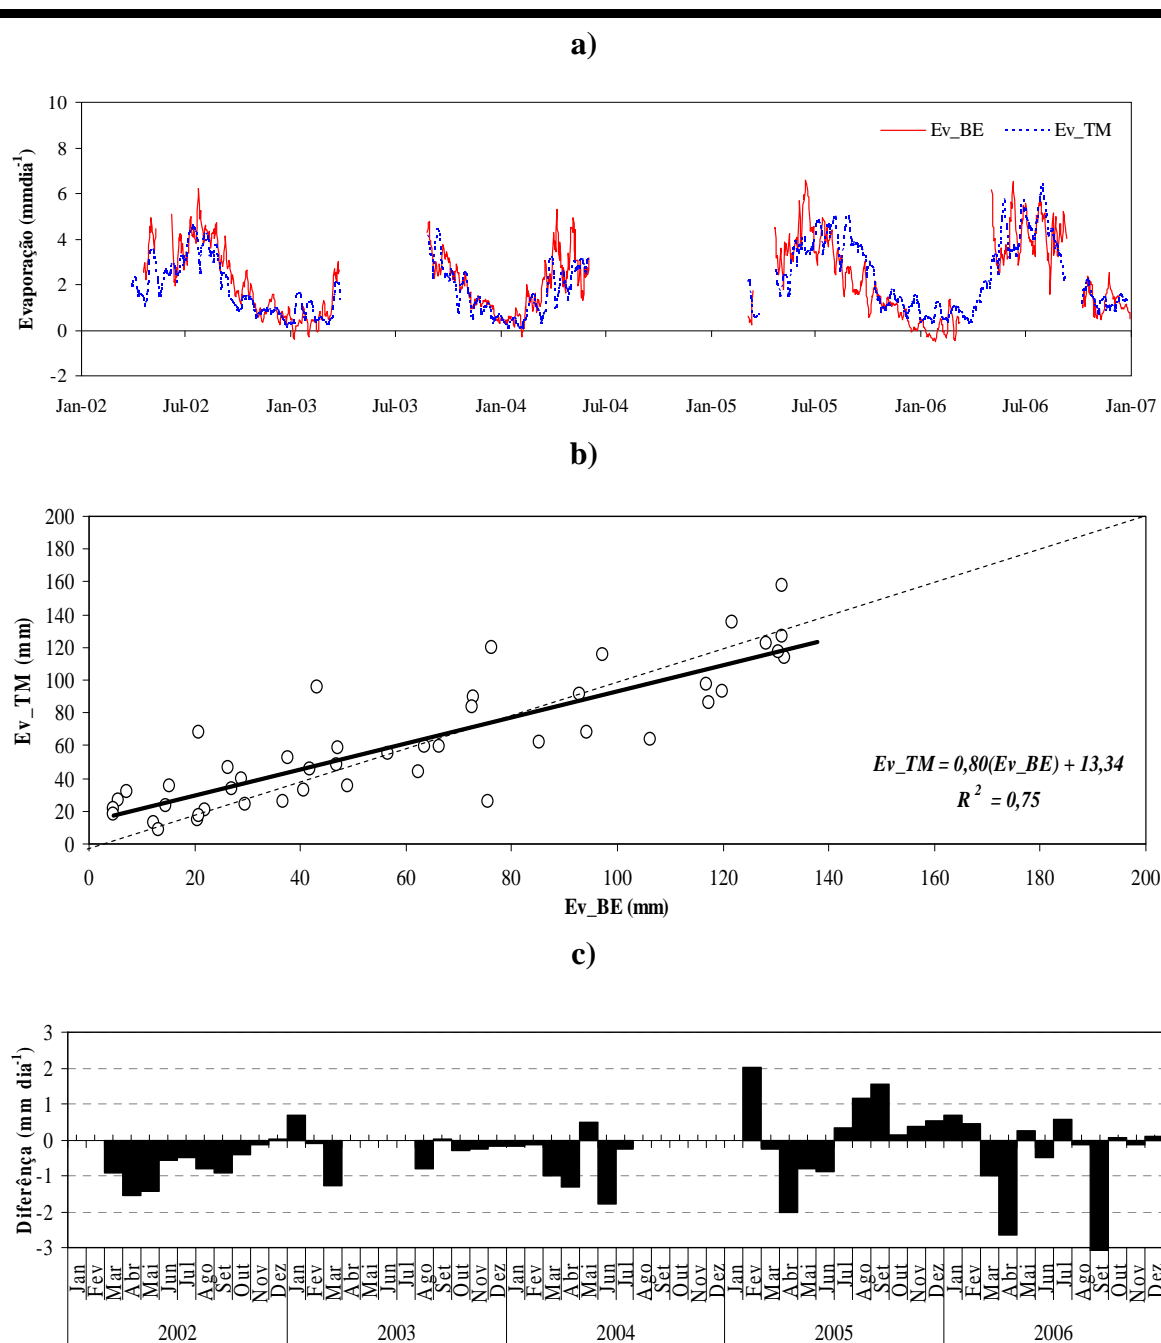 a)
10
8
6
4
2
0
-2
Evaporação (mmdia-1)
Ev_BE Ev_TM
Jan-02 Jul-02 Jan-03 Jul-03 Jan-04 Jul-04 Jan-05 Jul-05 Jan-06 Jul-06 Jan-07
b)
200
180
160
140
120
100
80
60
40
20
0
Ev_TM (mm)
Ev_TM = 0,80(Ev_BE) + 13,34
R 2 = 0,75
0 20 40 60 80 100 120 140 160 180 200
Ev_BE (mm)
c)
3
2
1
0
-1
-2
-3
Diferênça (mm dia-1)
Jan Fev Mar Abr Mai Jun Jul Ago Set Out Nov Dez Jan Fev Mar Abr Mai Jun Jul Ago Set Out Nov Dez Jan Fev Mar Abr Mai Jun Jul Ago Set Out Nov Dez Jan Fev Mar Abr Mai Jun Jul Ago Set Out Nov Dez Jan Fev Mar Abr Mai Jun Jul Ago Set Out Nov Dez
2002 2003 2004 2005 2006